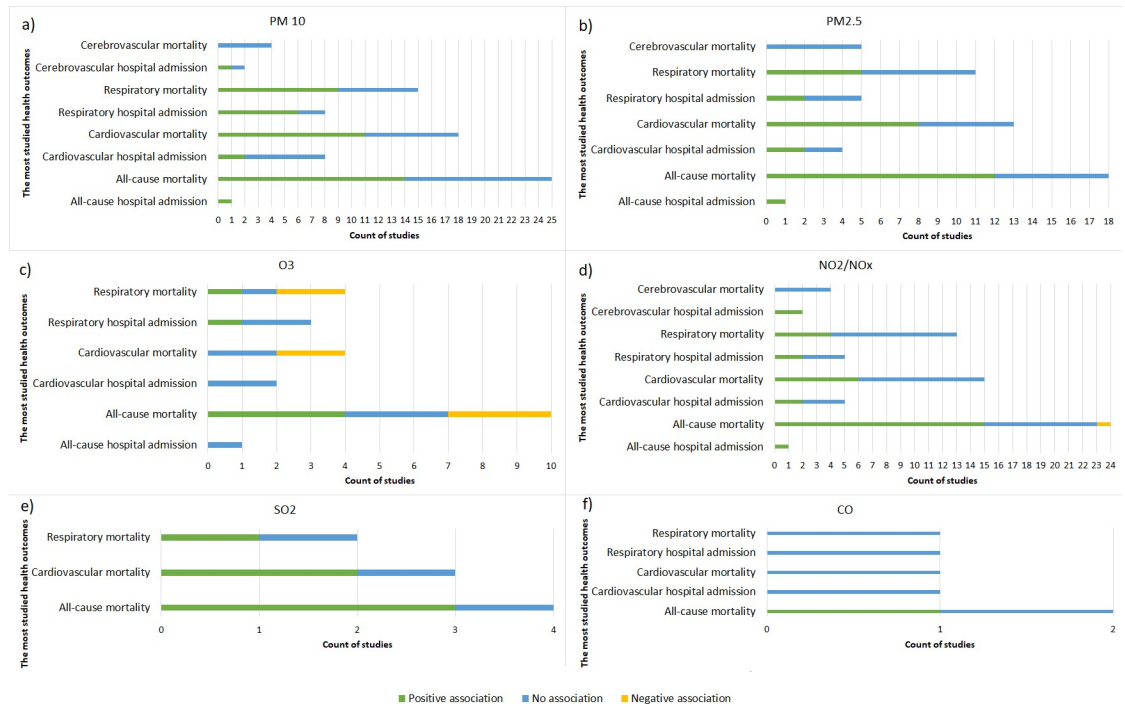 a)
PM 10
The most studied health outcomes
Cerebrovascular mortality
Cerebrovascular hospital admission
Respiratory mortality
Respiratory hospital admission
Cardiovascular mortality
Cardiovascular hospital admission
All-cause mortality
All-cause hospital admission
0 1 2 3 4 5 6 7 8 9 10 11 12 13 14 15 16 17 18 19 20 21 22 23 24 25
Count of studies
b)
PM2.5
The most studied health outcomes
Cerebrovascular mortality
Respiratory mortality
Respiratory hospital admission
Cardiovascular mortality
Cardiovascular hospital admission
All-cause mortality
All-cause hospital admission
0 1 2 3 4 5 6 7 8 9 10 11 12 13 14 15 16 17 18
Count of studies
c)
O3
The most studied health outcomes
Respiratory mortality
Respiratory hospital admission
Cardiovascular mortality
Cardiovascular hospital admission
All-cause mortality
All-cause hospital admission
0 1 2 3 4 5 6 7 8 9 10
Count of studies
d)
NO2/NOx
The most studied health outcomes
Cerebrovascular mortality
Cerebrovascular hospital admission
Respiratory mortality
Respiratory hospital admission
Cardiovascular mortality
Cardiovascular hospital admission
All-cause mortality
All-cause hospital admission
0 1 2 3 4 5 6 7 8 9 10 11 12 13 14 15 16 17 18 19 20 21 22 23 24
Count of studies
e)
SO2
The most studied health outcomes
Respiratory mortality
Cardiovascular mortality
All-cause mortality
0 1 2 3 4
Count of studies
f)
CO
The most studied health outcomes
Respiratory mortality
Respiratory hospital admission
Cardiovascular mortality
Cardiovascular hospital admission
All-cause mortality
0 1 2
Count of studies
Positive association No association Negative association